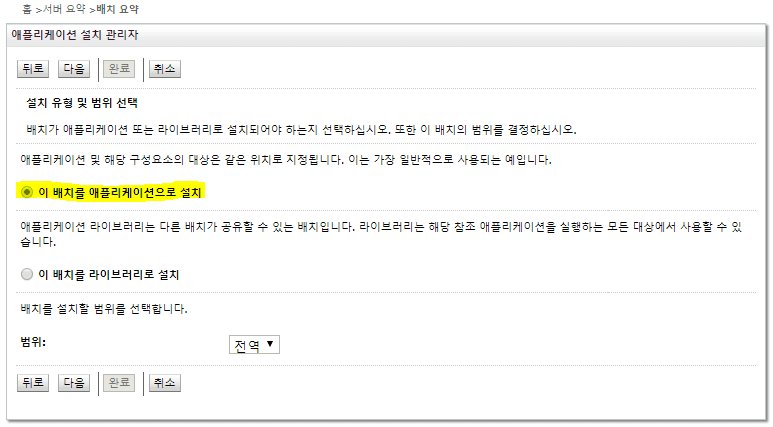 홈 >서버 요약 >배치 요약
애플리케이션 설치 관리자
뒤로 다음 완료 취소
설치 유형 및 범위 선택
배치가 애플리케이션 또는 라이브러리로 설치되어야 하는지 선택하십시오. 또한 이 배치의 범위를 결정하십시오.
애플리케이션 및 해당 구성요소의 대상은 같은 위치로 지정됩니다. 이는 가장 일반적으로 사용되는 예입니다.
이 배치를 애플리케이션으로 설치
애플리케이션 라이브러리는 다른 배치가 공유할 수 있는 배치입니다. 라이브러리는 해당 참조 애플리케이션을 실행하는 모든 대상에서 사용할 수 있
습니다.
이 배치를 라이브러리로 설치
배치를 설치할 범위를 선택합니다.
범위: 전역
뒤로 다음 완료 취소